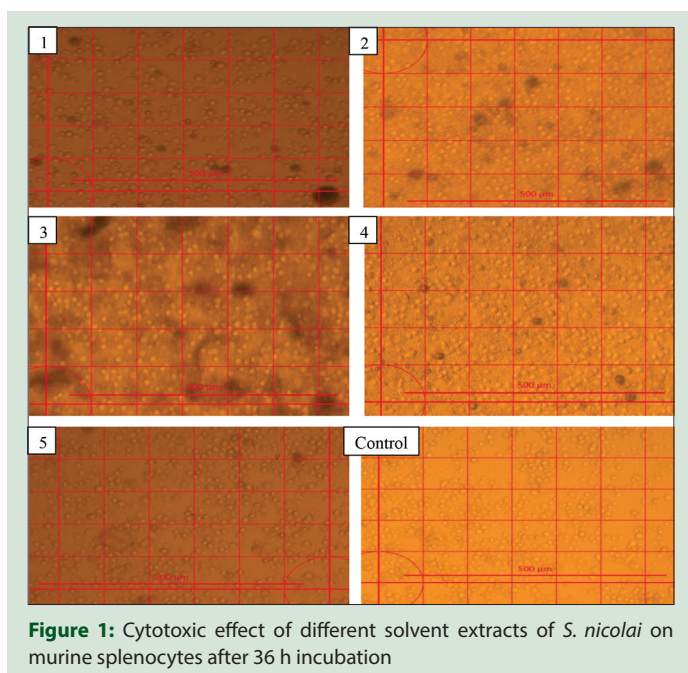 1
2
500 µm
3
4
500 µm
5
Control
500 µm
Figure 1: Cytotoxic effect of different solvent extracts of S. nicolai on
murine splenocytes after 36 h incubation